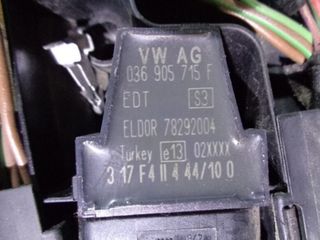 VW AG
036 905 715 F
EDT S3
ELDOR 78292004
Turkey e13 02XXXX
3 17 F4 II 4 44/10 0